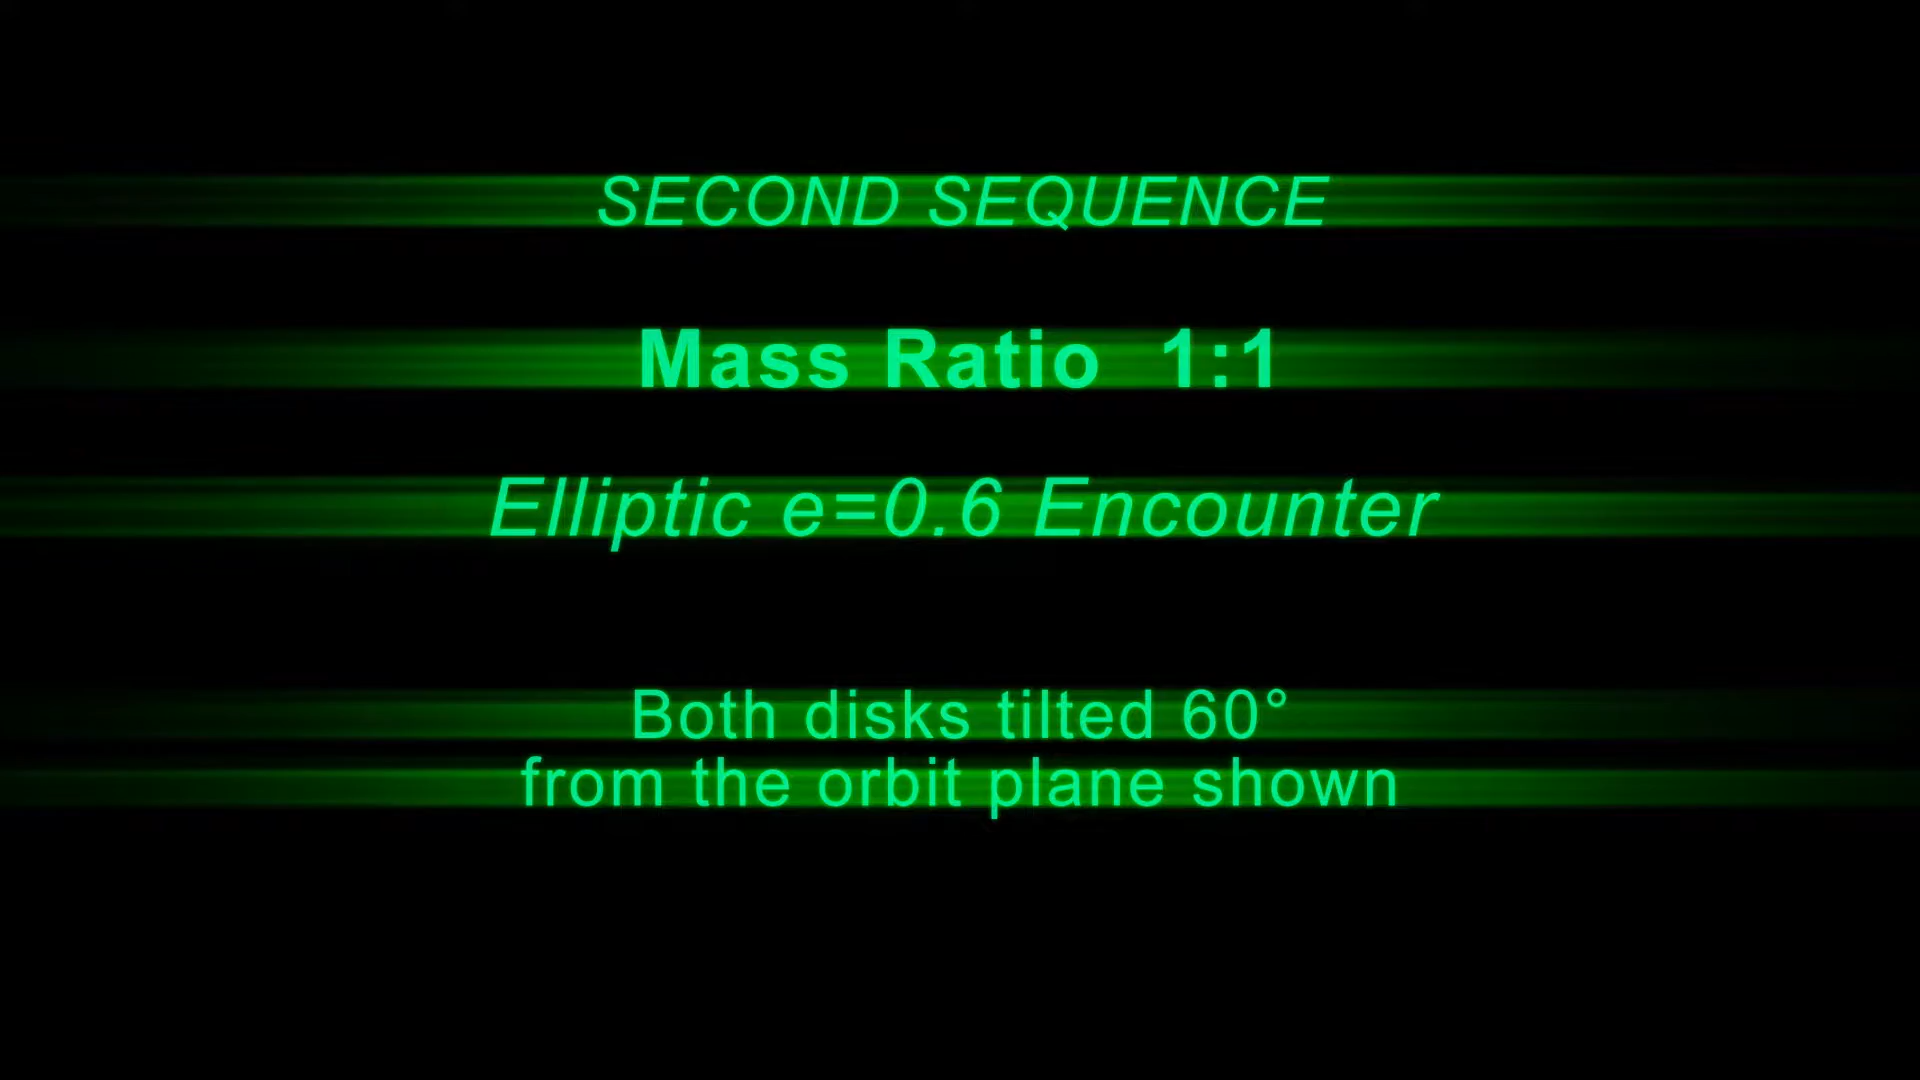 SECOND SEQUENCE
Mass Ratio 1:1
Elliptic e=0.6 Encounter
Both disks tilted 60°
from the orbit plane shown